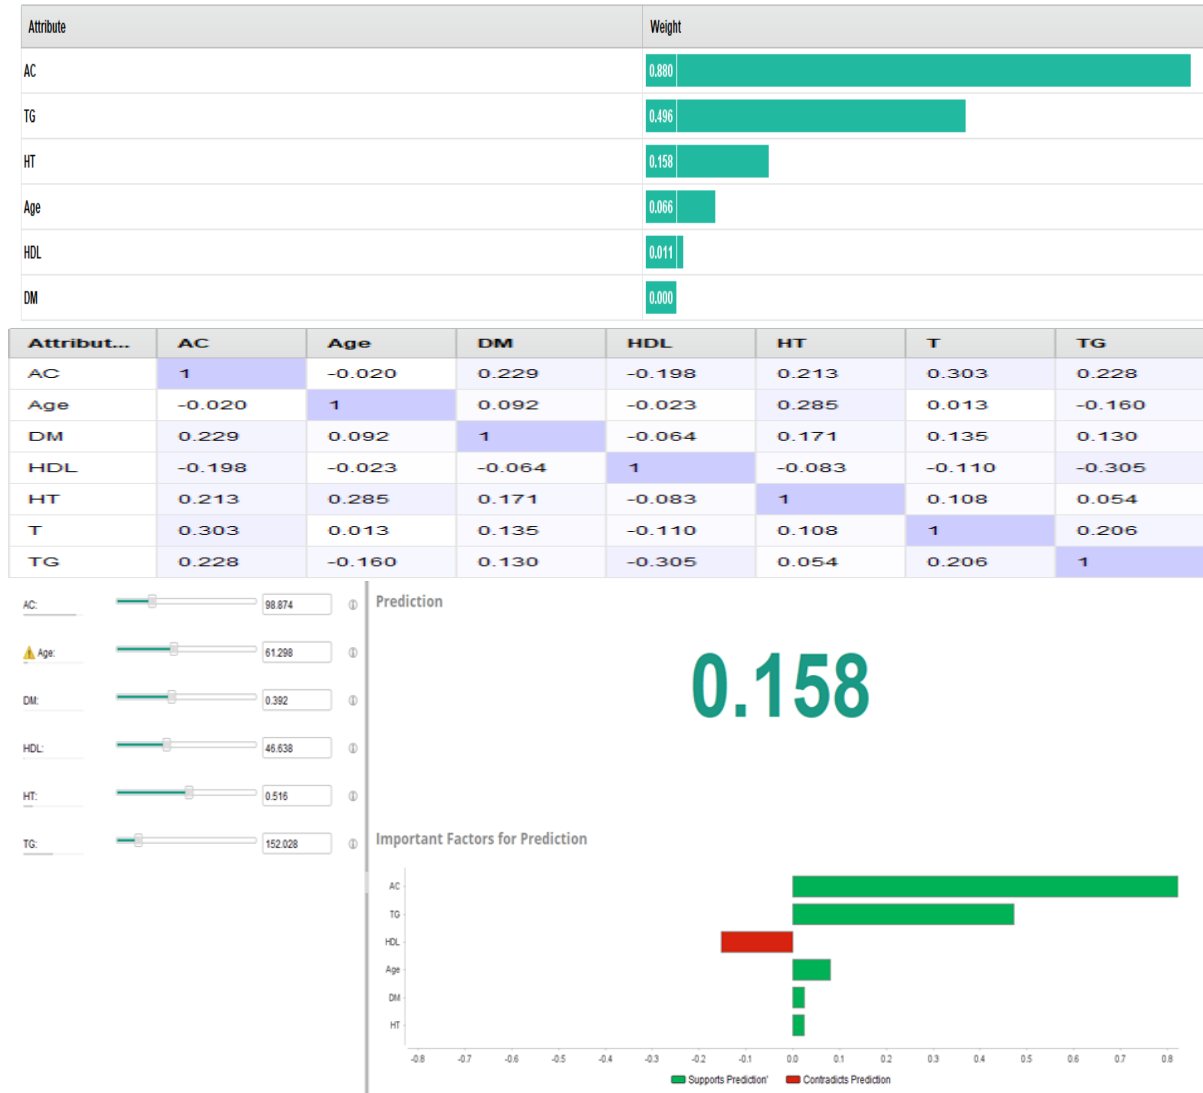 Attribute Weight
AC 0.880
TG 0.496
HT 0.158
Age 0.066
HDL 0.011
DM 0.000
Attribut... AC Age DM HDL HT T TG
AC 1 -0.020 0.229 -0.198 0.213 0.303 0.228
Age -0.020 1 0.092 -0.023 0.285 0.013 -0.160
DM 0.229 0.092 1 -0.064 0.171 0.135 0.130
HDL -0.198 -0.023 -0.064 1 -0.083 -0.110 -0.305
HT 0.213 0.285 0.171 -0.083 1 0.108 0.054
T 0.303 0.013 0.135 -0.110 0.108 1 0.206
TG 0.228 -0.160 0.130 -0.305 0.054 0.206 1
AC: 98.874
Age: 61.298
DM: 0.392
HDL: 46.638
HT: 0.516
TG: 152.028
Prediction
0.158
Important Factors for Prediction
AC
TG
HDL
Age
DM
HT
-0.8 -0.7 -0.6 -0.5 -0.4 -0.3 -0.2 -0.1 0.0 0.1 0.2 0.3 0.4 0.5 0.6 0.7 0.8
Supports Prediction' Contradicts Prediction